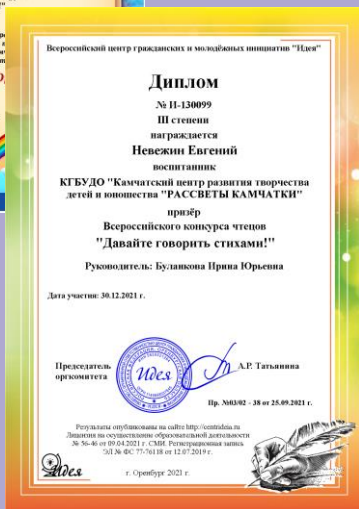 Всероссийский центр гражданских и молодёжных инициатив "Идея"
Диплом
№ И-130099
III степени
награждается
Невежин Евгений
воспитанник
КГБУДО "Камчатский центр развития творчества
детей и юношества "РАССВЕТЫ КАМЧАТКИ"
призёр
Всероссийского конкурса чтецов
"Давайте говорить стихами!"
Руководитель: Буланкова Ирина Юрьевна
Дата участия: 30.12.2021 г.
Председатель
оргкомитета
Идея
А.Р. Татьянина
Пр. №03/02 - 38 от 25.09.2021 г.
Результаты опубликованы на сайте http://centrideia.ru
Лицензия на осуществление образовательной деятельности
№ 56-46 от 09.04.2021 г. СМИ. Регистрационная запись
ЭЛ № ФС 77-76118 от 12.07.2019 г.
Идея
г. Оренбург 2021 г.